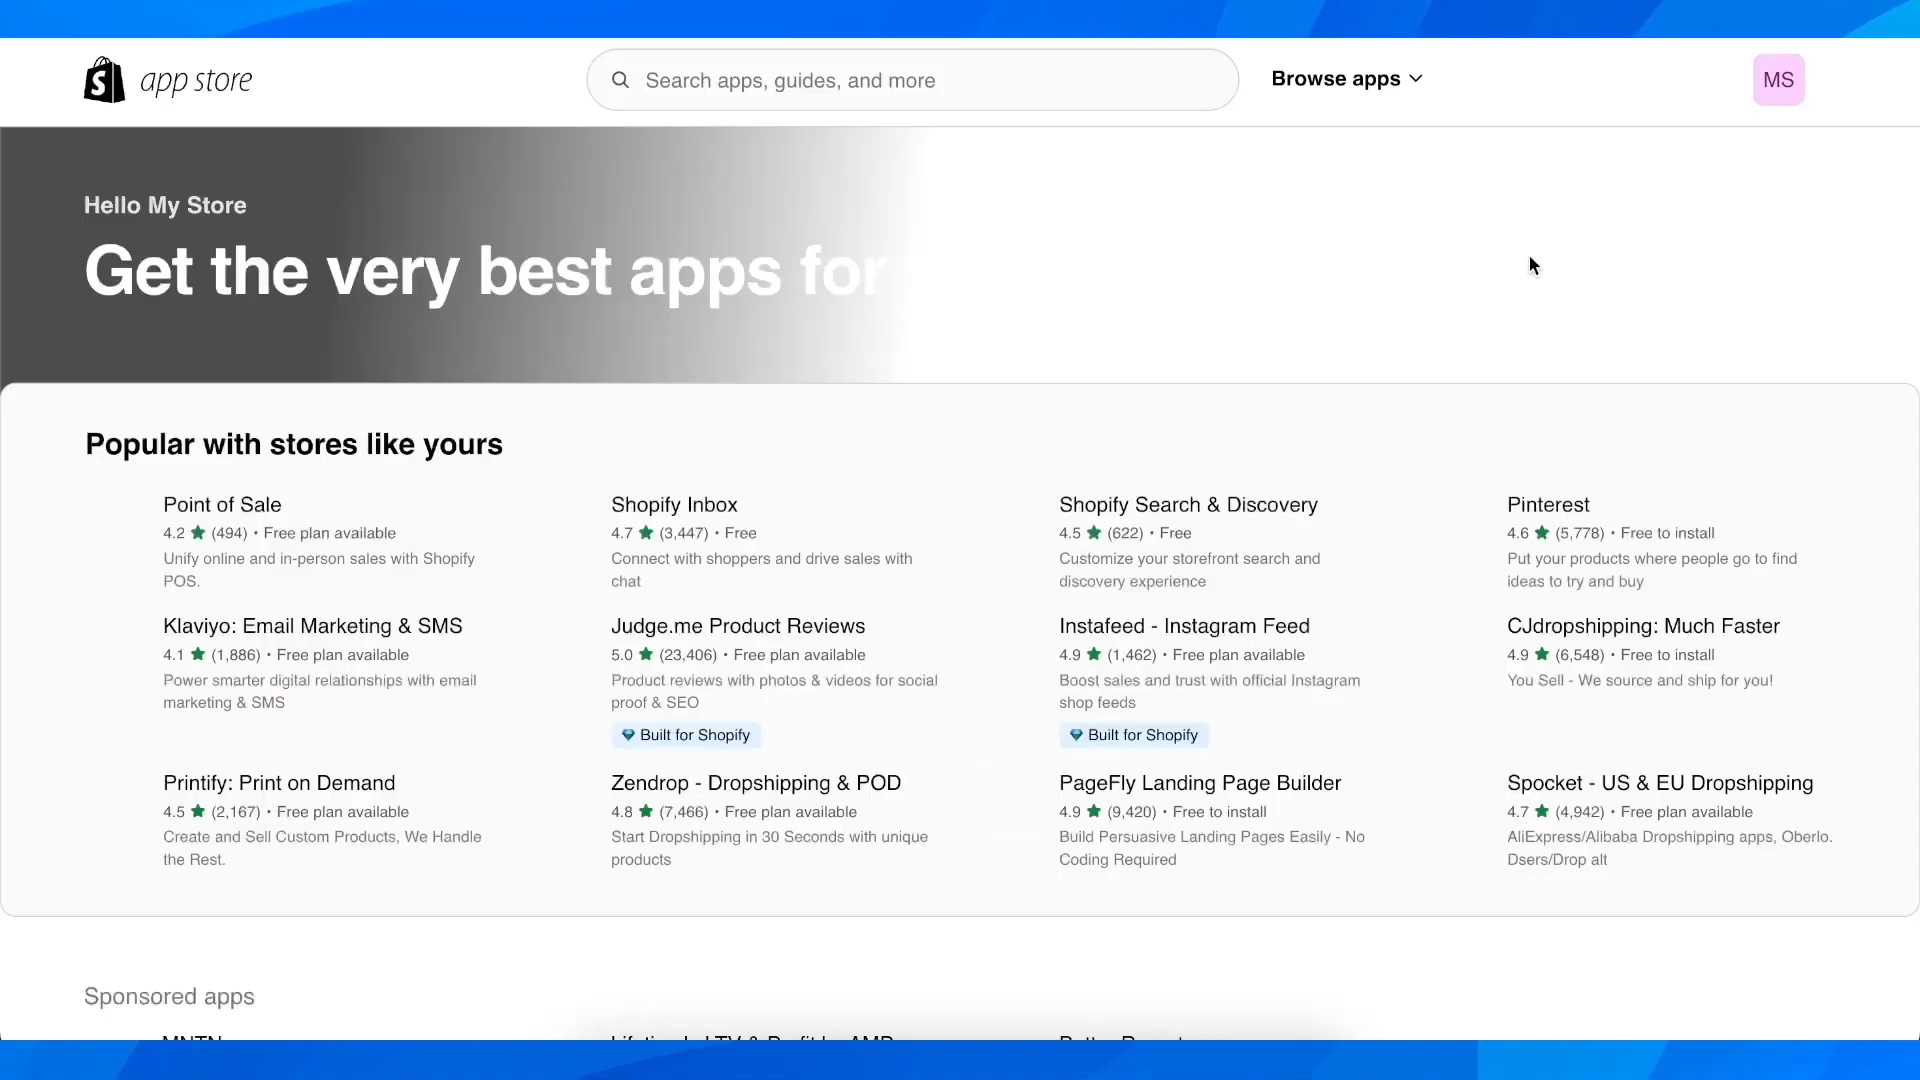 app store
Search apps, guides, and more
Browse apps
MS
Hello My Store
Get the very best apps for
Popular with stores like yours
Point of Sale
4.2 ★ (494) • Free plan available
Unify online and in-person sales with Shopify
POS.
Shopify Inbox
4.7 ★ (3,447) • Free
Connect with shoppers and drive sales with
chat
Shopify Search & Discovery
4.5 ★ (622) • Free
Customize your storefront search and
discovery experience
Pinterest
4.6 ★ (5,778) • Free to install
Put your products where people go to find
ideas to try and buy
Klaviyo: Email Marketing & SMS
4.1 ★ (1,886) • Free plan available
Power smarter digital relationships with email
marketing & SMS
Judge.me Product Reviews
5.0 ★ (23,406) • Free plan available
Product reviews with photos & videos for social
proof & SEO
Built for Shopify
Instafeed - Instagram Feed
4.9 ★ (1,462) • Free plan available
Boost sales and trust with official Instagram
shop feeds
Built for Shopify
CJdropshipping: Much Faster
4.9 ★ (6,548) • Free to install
You Sell - We source and ship for you!
Printify: Print on Demand
4.5 ★ (2,167) • Free plan available
Create and Sell Custom Products, We Handle
the Rest.
Zendrop - Dropshipping & POD
4.8 ★ (7,466) • Free plan available
Start Dropshipping in 30 Seconds with unique
products
PageFly Landing Page Builder
4.9 ★ (9,420) • Free to install
Build Persuasive Landing Pages Easily - No
Coding Required
Spocket - US & EU Dropshipping
4.7 ★ (4,942) • Free plan available
AliExpress/Alibaba Dropshipping apps, Oberlo.
Dsers/Drop alt
Sponsored apps
MNTN